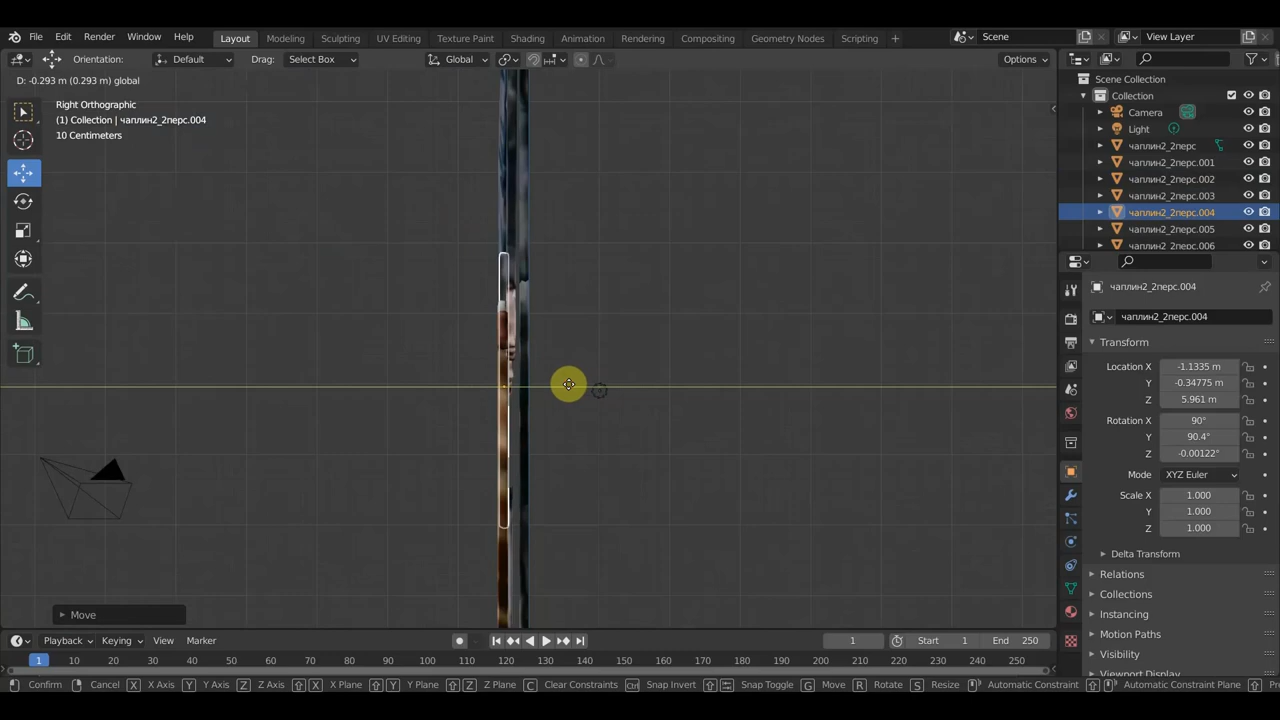 File Edit Render Window Help Layout Modeling Sculpting UV Editing Texture Paint Shading Animation Rendering Compositing Geometry Nodes Scripting + Scene View Layer
Orientation: Default Drag: Select Box Global Options
D: -0.293 m (0.293 m) global
Right Orthographic
(1) Collection | чаплин2_2перс.004
10 Centimeters
Scene Collection
Collection
Camera
Light
чаплин2_2перс
чаплин2_2перс.001
чаплин2_2перс.002
чаплин2_2перс.003
чаплин2_2перс.004
чаплин2_2перс.005
чаплин2_2перс.006
чаплин2_2перс.004
чаплин2_2перс.004
Transform
Location X -1.1335 m
Y -0.34775 m
Z 5.961 m
Rotation X 90°
Y 90.4°
Z -0.00122°
Mode XYZ Euler
Scale X 1.000
Y 1.000
Z 1.000
Delta Transform
Relations
Collections
Instancing
Motion Paths
Visibility
Viewport Display
Move
Playback Keying View Marker 1 Start 1 End 250
1 10 20 30 40 50 60 70 80 90 100 110 120 130 140 150 160 170 180 190 200 210 220 230 240 250
Confirm Cancel X X Axis Y Y Axis Z Z Axis X X Plane Y Y Plane Z Z Plane C Clear Constraints Ctrl Snap Invert Snap Toggle G Move R Rotate S Resize Automatic Constraint Automatic Constraint Plane